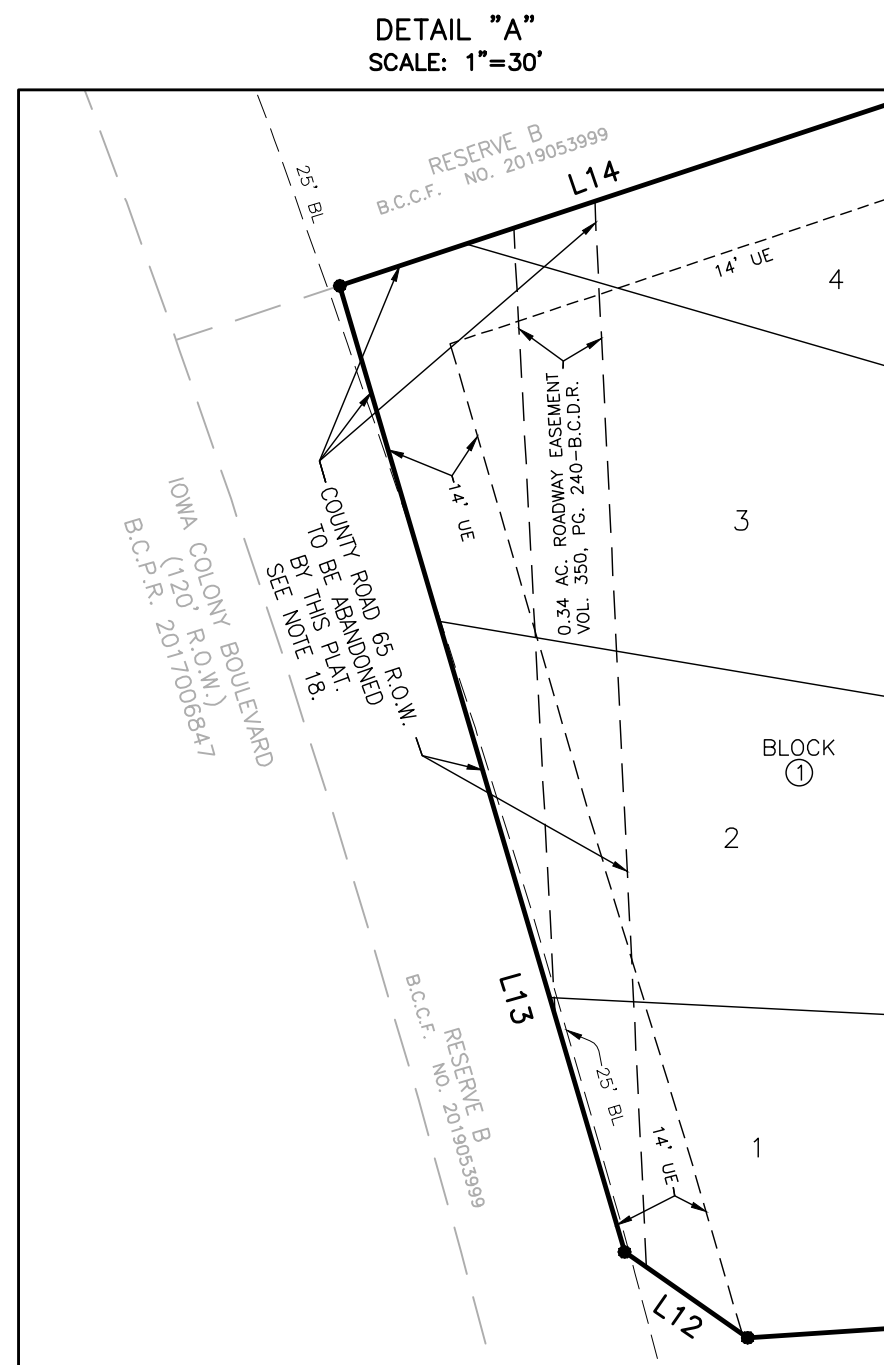 DETAIL "A"
SCALE: 1"=30'
RESERVE B
B.C.C.F. NO. 2019053999
L14
25' BL
14' UE
4
0.34 AC. ROADWAY EASEMENT
VOL. 350, PG. 240-B.C.D.R.
14' UE
3
COUNTY ROAD 65 R.O.W.
TO BE ABANDONED
BY THIS PLAT.
SEE NOTE 18.
IOWA COLONY BOULEVARD
(120' R.O.W.)
B.C.P.R. 2017006847
BLOCK
1
2
L13
RESERVE B
B.C.C.F. NO. 2019053999
25' BL
14' UE
1
L12